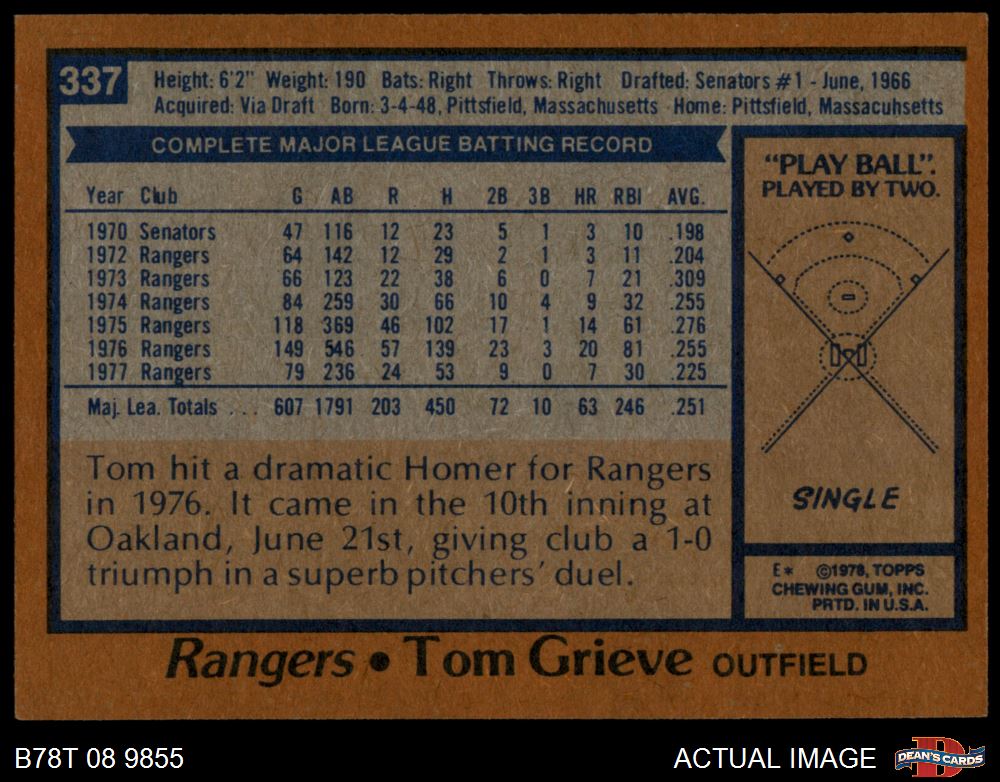 337
Height: 6'2" Weight: 190 Bats: Right Throws: Right Drafted: Senators #1 - June, 1966
Acquired: Via Draft Born: 3-4-48, Pittsfield, Massachusetts Home: Pittsfield, Massacuhsetts
COMPLETE MAJOR LEAGUE BATTING RECORD
Year Club G AB R H 2B 3B HR RBI AVG.
1970 Senators 47 116 12 23 5 1 3 10 .198
1972 Rangers 64 142 12 29 2 1 3 11 .204
1973 Rangers 66 123 22 38 6 0 7 21 .309
1974 Rangers 84 259 30 66 10 4 9 32 .255
1975 Rangers 118 369 46 102 17 1 14 61 .276
1976 Rangers 149 546 57 139 23 3 20 81 .255
1977 Rangers 79 236 24 53 9 0 7 30 .225
Maj. Lea. Totals . . . 607 1791 203 450 72 10 63 246 .251
Tom hit a dramatic Homer for Rangers
in 1976. It came in the 10th inning at
Oakland, June 21st, giving club a 1-0
triumph in a superb pitchers' duel.
"PLAY BALL":
PLAYED BY TWO.
SINGLE
E* ©1978, TOPPS
CHEWING GUM, INC.
PRTD. IN U.S.A.
Rangers • Tom Grieve OUTFIELD
B78T 08 9855
ACTUAL IMAGE
D
DEAN'S CARDS